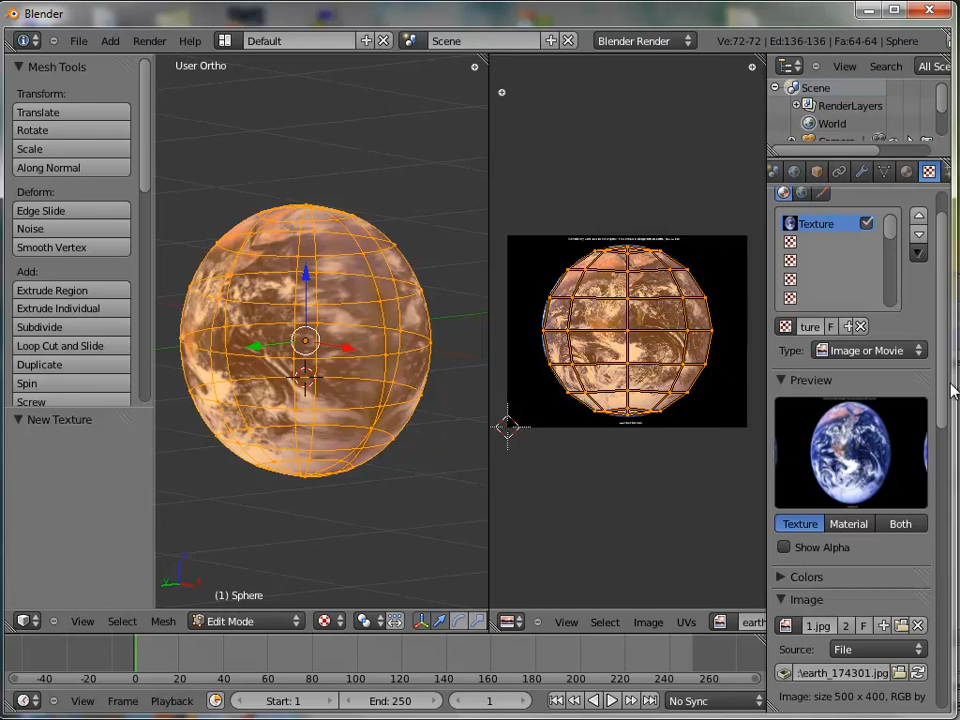 Blender
File Add Render Help Default Scene Blender Render Ve:72-72 | Ed:136-136 | Fa:64-64 | Sphere
Mesh Tools
Transform:
Translate
Rotate
Scale
Along Normal
Deform:
Edge Slide
Noise
Smooth Vertex
Add:
Extrude Region
Extrude Individual
Subdivide
Loop Cut and Slide
Duplicate
Spin
Screw
New Texture
User Ortho
(1) Sphere
View Select Mesh Edit Mode
View Select Image UVs earth
View Search All Sce
Scene
RenderLayers
World
Texture
ture F
Type: Image or Movie
Preview
Texture Material Both
Show Alpha
Colors
Image
1.jpg 2 F
Source: File
:\earth_174301.jpg
Image: size 500 x 400, RGB by
-40 -20 0 20 40 60 80 100 120 140 160 180 200 220 240 260
View Frame Playback Start: 1 End: 250 1 No Sync